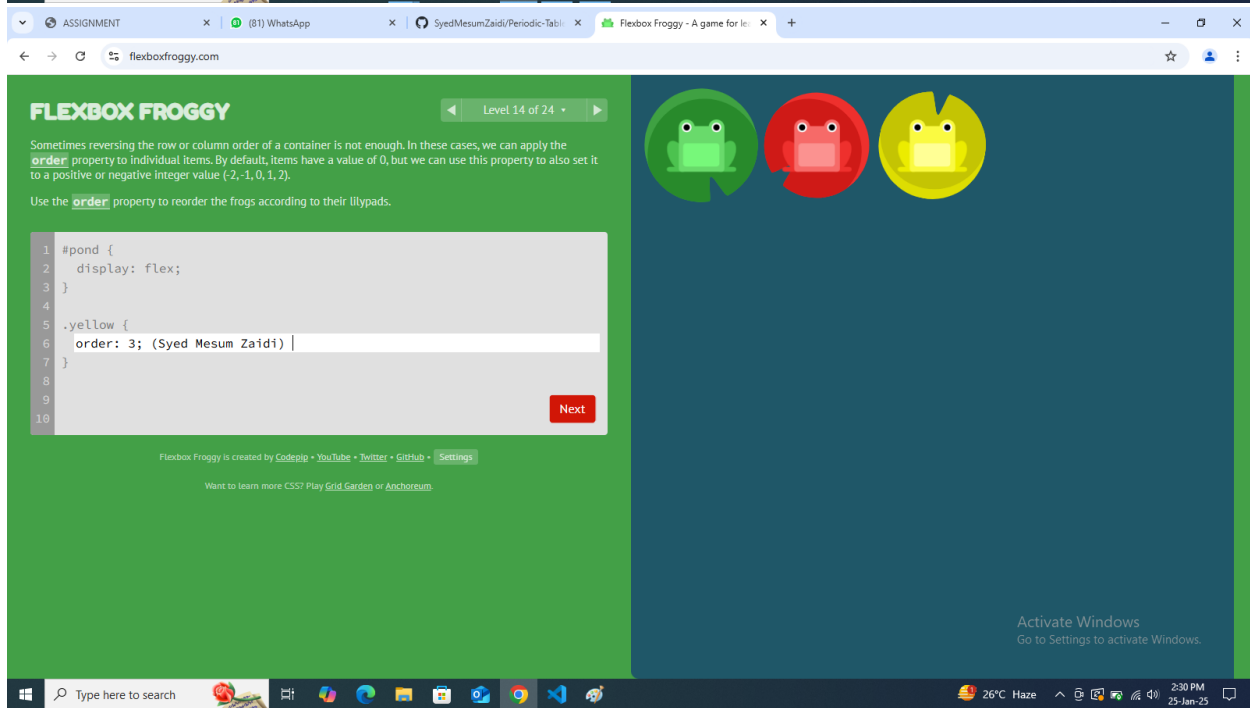 ASSIGNMENT
(81) WhatsApp
SyedMesumZaidi/Periodic-Tabl
Flexbox Froggy - A game for le
flexboxfroggy.com
FLEXBOX FROGGY
Level 14 of 24
Sometimes reversing the row or column order of a container is not enough. In these cases, we can apply the
order property to individual items. By default, items have a value of 0, but we can use this property to also set it
to a positive or negative integer value (-2, -1, 0, 1, 2).
Use the order property to reorder the frogs according to their lilypads.
1 #pond {
2 display: flex;
3 }
4
5 .yellow {
6 order: 3; (Syed Mesum Zaidi)
7 }
8
9
10
Next
Flexbox Froggy is created by Codepip • YouTube • Twitter • GitHub • Settings
Want to learn more CSS? Play Grid Garden or Anchoreum.
Activate Windows
Go to Settings to activate Windows.
Type here to search
26°C Haze
2:30 PM
25-Jan-25